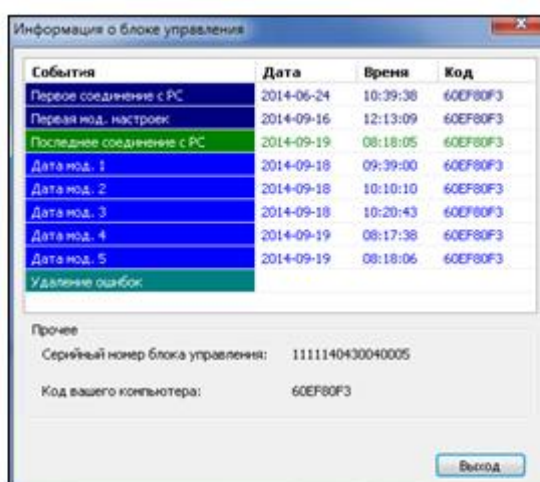 Информация о блоке управления
События Дата Время Код
Первое соединение с PC 2014-06-24 10:39:38 60EF80F3
Первая мод. настроек 2014-09-16 12:13:09 60EF80F3
Последнее соединение с PC 2014-09-19 08:18:05 60EF80F3
Дата мод. 1 2014-09-18 09:39:00 60EF80F3
Дата мод. 2 2014-09-18 10:10:10 60EF80F3
Дата мод. 3 2014-09-18 10:20:43 60EF80F3
Дата мод. 4 2014-09-19 08:17:38 60EF80F3
Дата мод. 5 2014-09-19 08:18:06 60EF80F3
Удаление ошибок
Прочее
Серийный номер блока управления: 1111140430040005
Код вашего компьютера: 60EF80F3
Выход